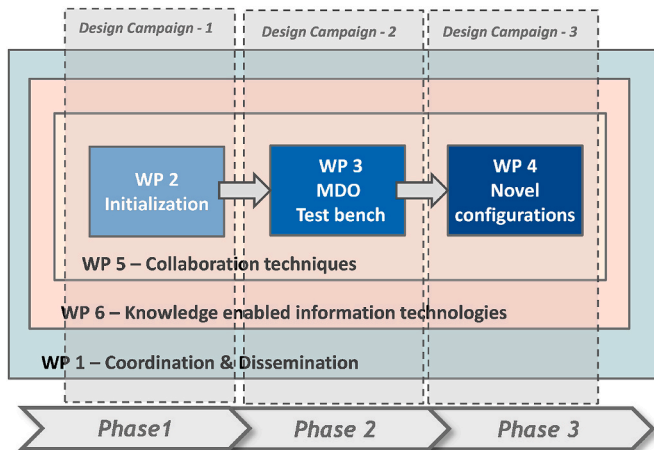 Design Campaign - 1
Design Campaign - 2
Design Campaign - 3
WP 2
Initialization
WP 3
MDO
Test bench
WP 4
Novel
configurations
WP 5 – Collaboration techniques
WP 6 – Knowledge enabled information technologies
WP 1 – Coordination & Dissemination
Phase1
Phase 2
Phase 3